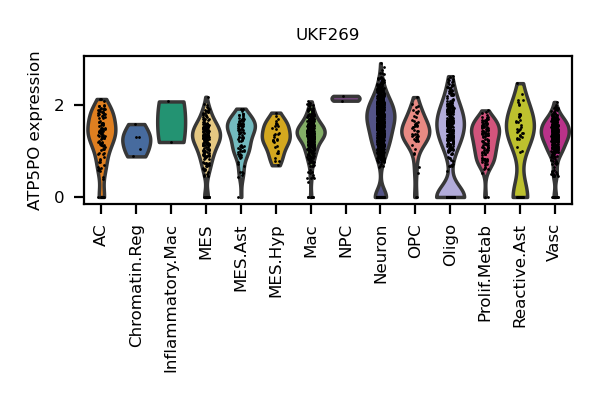 UKF269
ATP5PO expression
2
0
AC
Chromatin.Reg
Inflammatory.Mac
MES
MES.Ast
MES.Hyp
Mac
NPC
Neuron
OPC
Oligo
Prolif.Metab
Reactive.Ast
Vasc